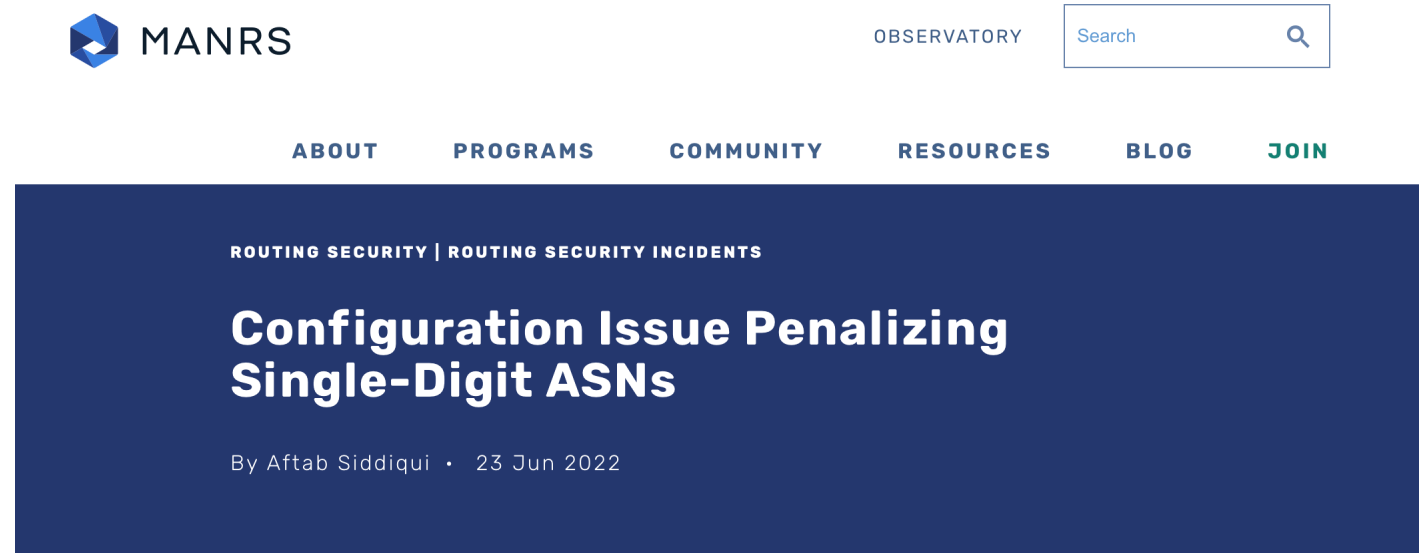 MANRS
OBSERVATORY
Search
ABOUT PROGRAMS COMMUNITY RESOURCES BLOG JOIN
ROUTING SECURITY | ROUTING SECURITY INCIDENTS
Configuration Issue Penalizing
Single-Digit ASNs
By Aftab Siddiqui • 23 Jun 2022